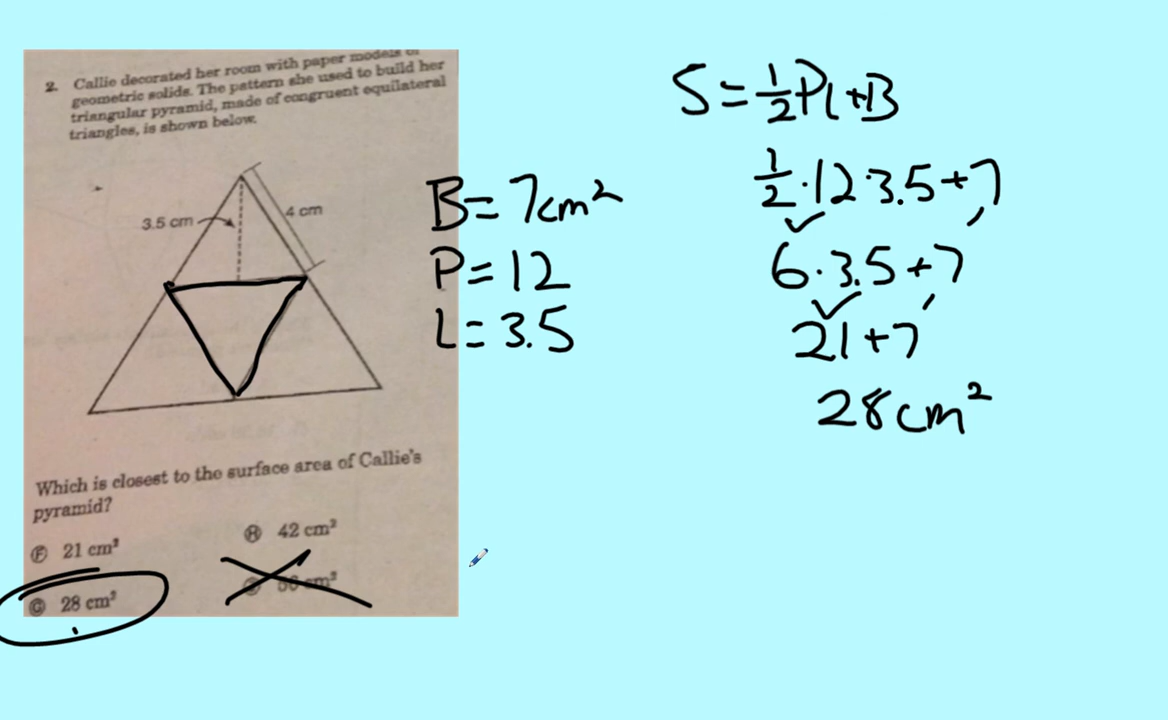 2. Callie decorated her room with paper models of
geometric solids. The pattern she used to build her
triangular pyramid, made of congruent equilateral
triangles, is shown below.
3.5 cm
4 cm
Which is closest to the surface area of Callie's
pyramid?
Ⓕ 21 cm²
Ⓗ 42 cm²
Ⓖ 28 cm²
B = 7cm²
P = 12
L = 3.5
S = ½Pl+B
½·12·3.5+7
6·3.5+7
21+7
28cm²